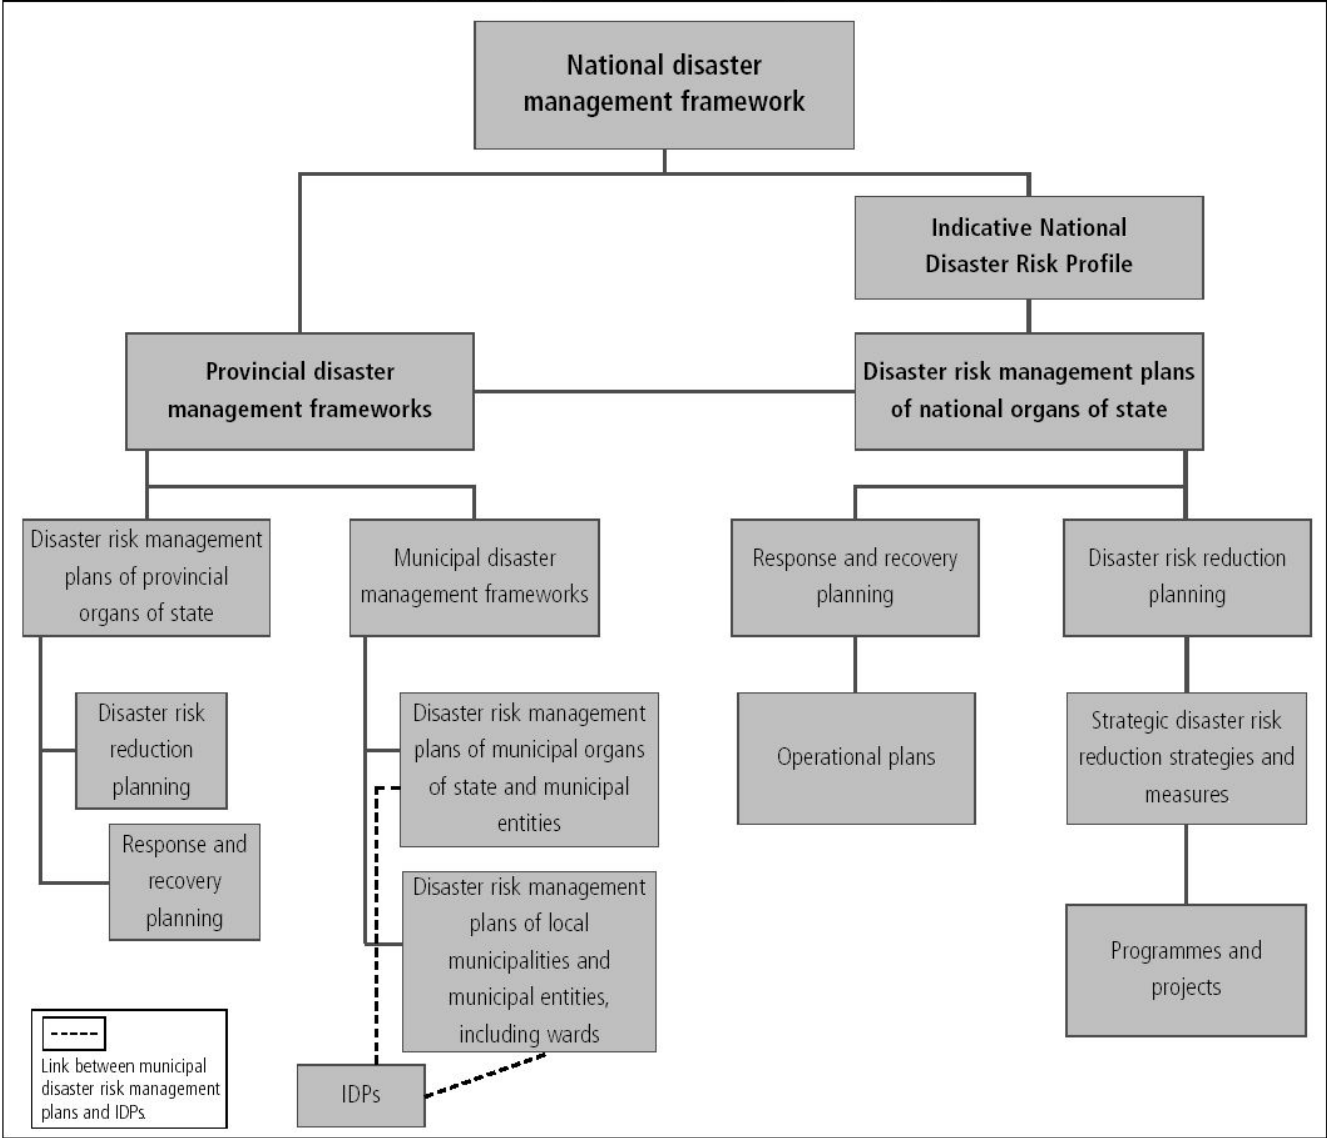 National disaster
management framework
Indicative National
Disaster Risk Profile
Provincial disaster
management frameworks
Disaster risk management plans
of national organs of state
Disaster risk management
plans of provincial
organs of state
Municipal disaster
management frameworks
Response and recovery
planning
Disaster risk reduction
planning
Disaster risk
reduction
planning
Disaster risk management
plans of municipal organs
of state and municipal
entities
Operational plans
Strategic disaster risk
reduction strategies and
measures
Response and
recovery
planning
Disaster risk management
plans of local
municipalities and
municipal entities,
including wards
Programmes and
projects
Link between municipal
disaster risk management
plans and IDPs.
IDPs